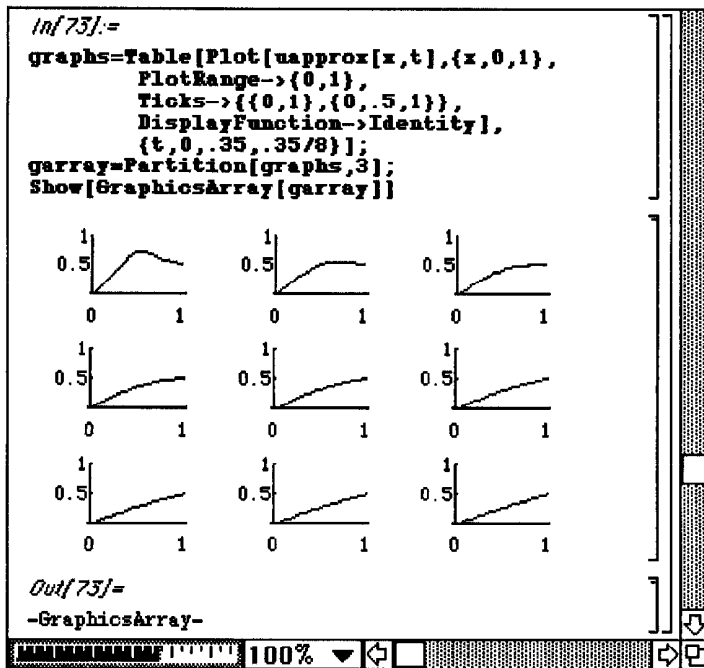 In[73]:=
graphs=Table[Plot[uapprox[x,t],{x,0,1},
PlotRange->{0,1},
Ticks->{{0,1},{0,.5,1}},
DisplayFunction->Identity],
{t,0,.35,.35/8}];
garray=Partition[graphs,3];
Show[GraphicsArray[garray]]
1 1 1
0.5 0.5 0.5
0 1 0 1 0 1
1 1 1
0.5 0.5 0.5
0 1 0 1 0 1
1 1 1
0.5 0.5 0.5
0 1 0 1 0 1
Out[73]=
-GraphicsArray-
100%